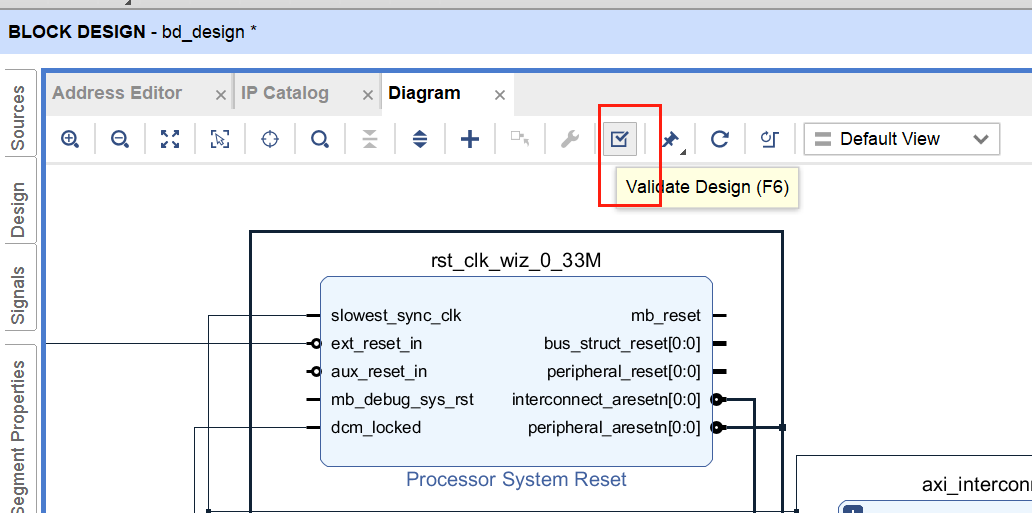 BLOCK DESIGN - bd_design *
Address Editor
IP Catalog
Diagram
Default View
Validate Design (F6)
Sources
Design
Signals
Segment Properties
rst_clk_wiz_0_33M
slowest_sync_clk
mb_reset
ext_reset_in
bus_struct_reset[0:0]
aux_reset_in
peripheral_reset[0:0]
mb_debug_sys_rst
interconnect_aresetn[0:0]
dcm_locked
peripheral_aresetn[0:0]
Processor System Reset